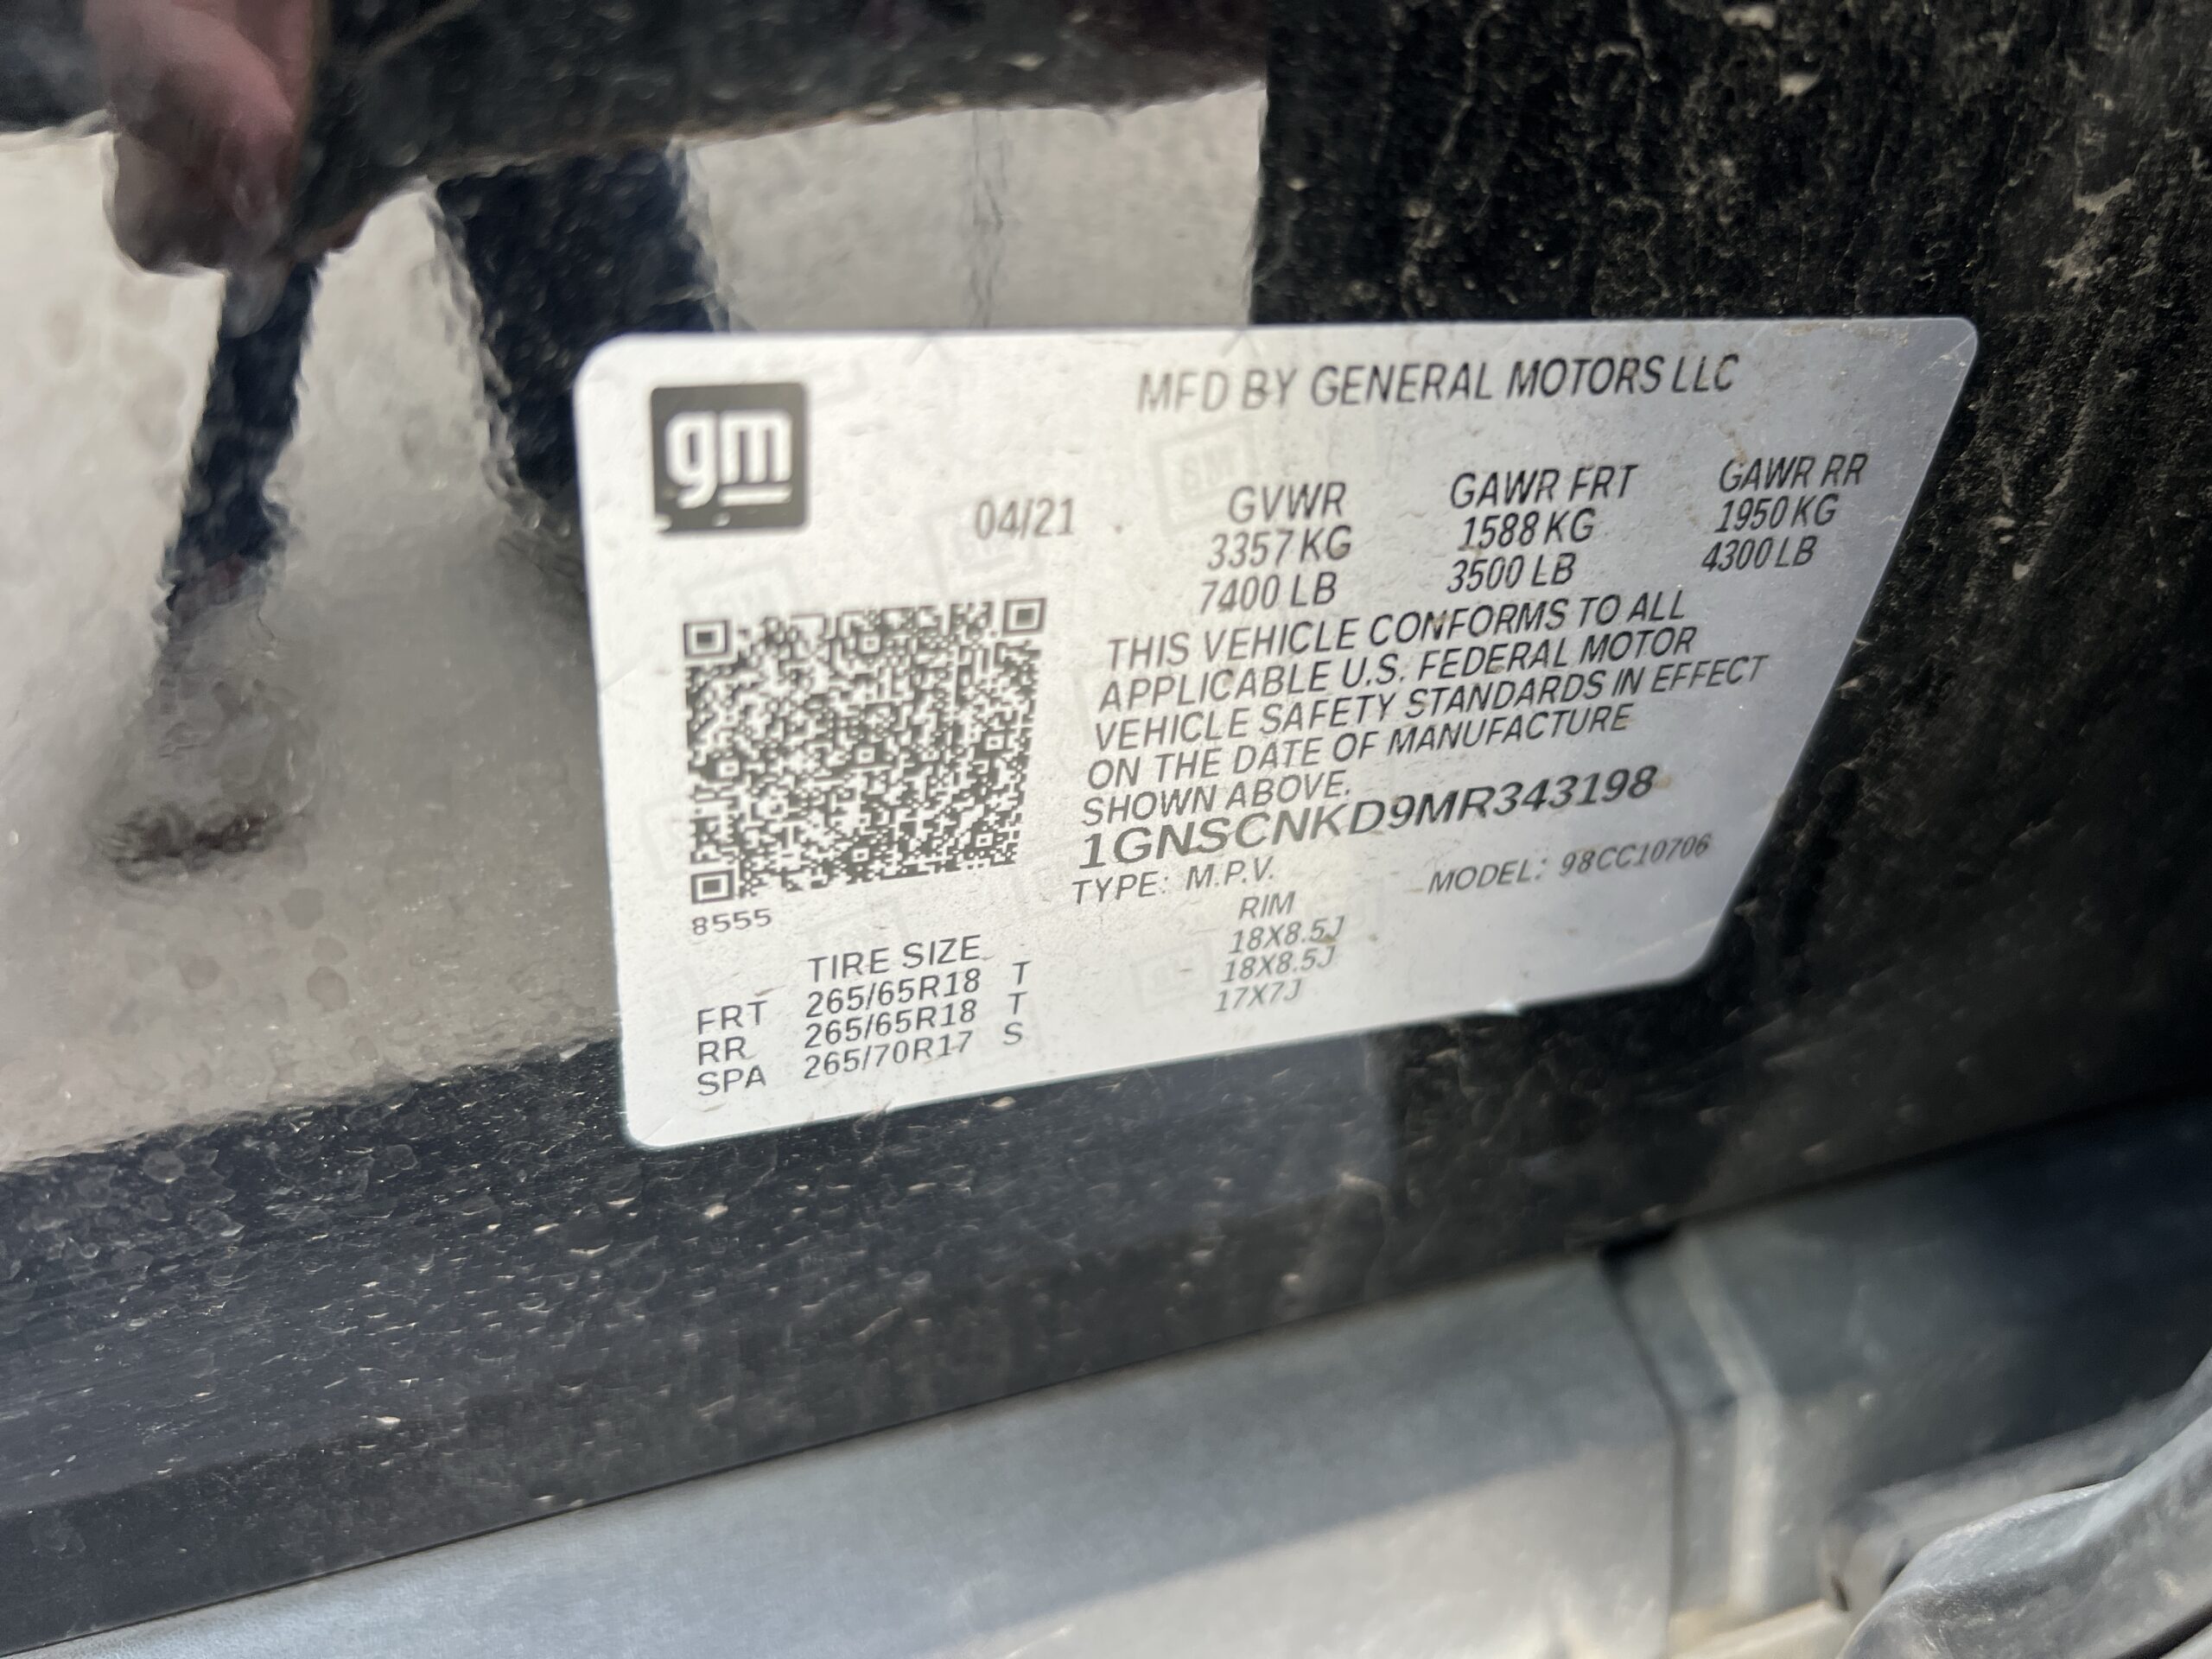 gm
MFD BY GENERAL MOTORS LLC
04/21
GVWR GAWR FRT GAWR RR
3357 KG 1588 KG 1950 KG
7400 LB 3500 LB 4300 LB
THIS VEHICLE CONFORMS TO ALL
APPLICABLE U.S. FEDERAL MOTOR
VEHICLE SAFETY STANDARDS IN EFFECT
ON THE DATE OF MANUFACTURE
SHOWN ABOVE.
1GNSCNKD9MR343198
TYPE: M.P.V. MODEL: 98CC10706
8555
TIRE SIZE RIM
FRT 265/65R18 T 18X8.5J
RR 265/65R18 T 18X8.5J
SPA 265/70R17 S 17X7J